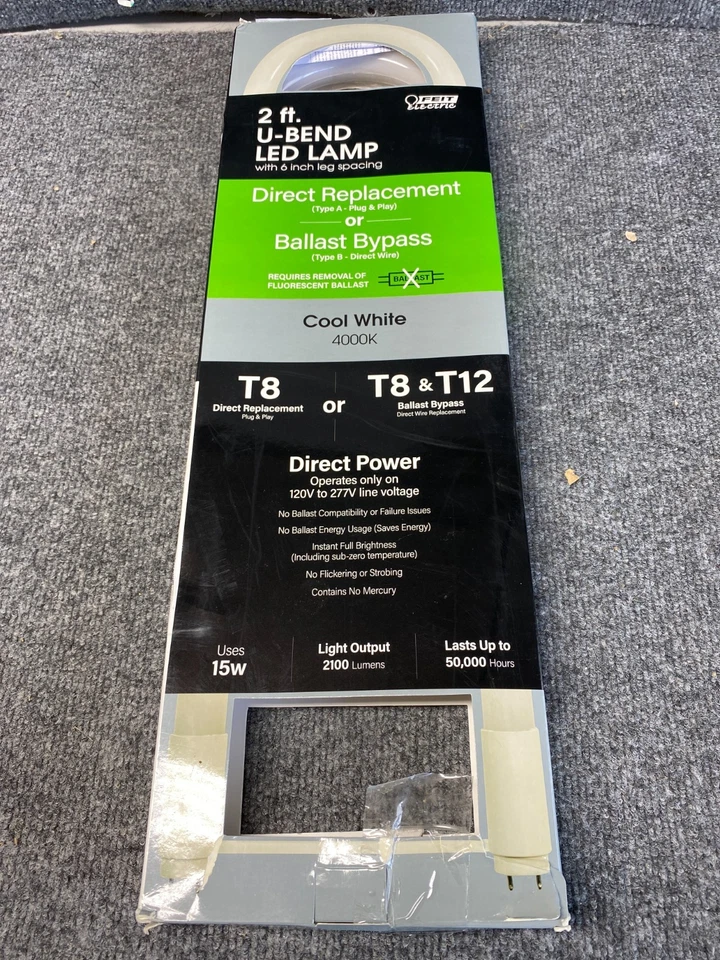 FEIT
electric
2 ft.
U-BEND
LED LAMP
with 6 inch leg spacing
Direct Replacement
(Type A - Plug & Play)
or
Ballast Bypass
(Type B - Direct Wire)
REQUIRES REMOVAL OF
FLUORESCENT BALLAST
BALLAST
Cool White
4000K
T8
Direct Replacement
Plug & Play
or
T8 & T12
Ballast Bypass
Direct Wire Replacement
Direct Power
Operates only on
120V to 277V line voltage
No Ballast Compatibility or Failure Issues
No Ballast Energy Usage (Saves Energy)
Instant Full Brightness
(Including sub-zero temperature)
No Flickering or Strobing
Contains No Mercury
Uses
15w
Light Output
2100 Lumens
Lasts Up to
50,000 Hours